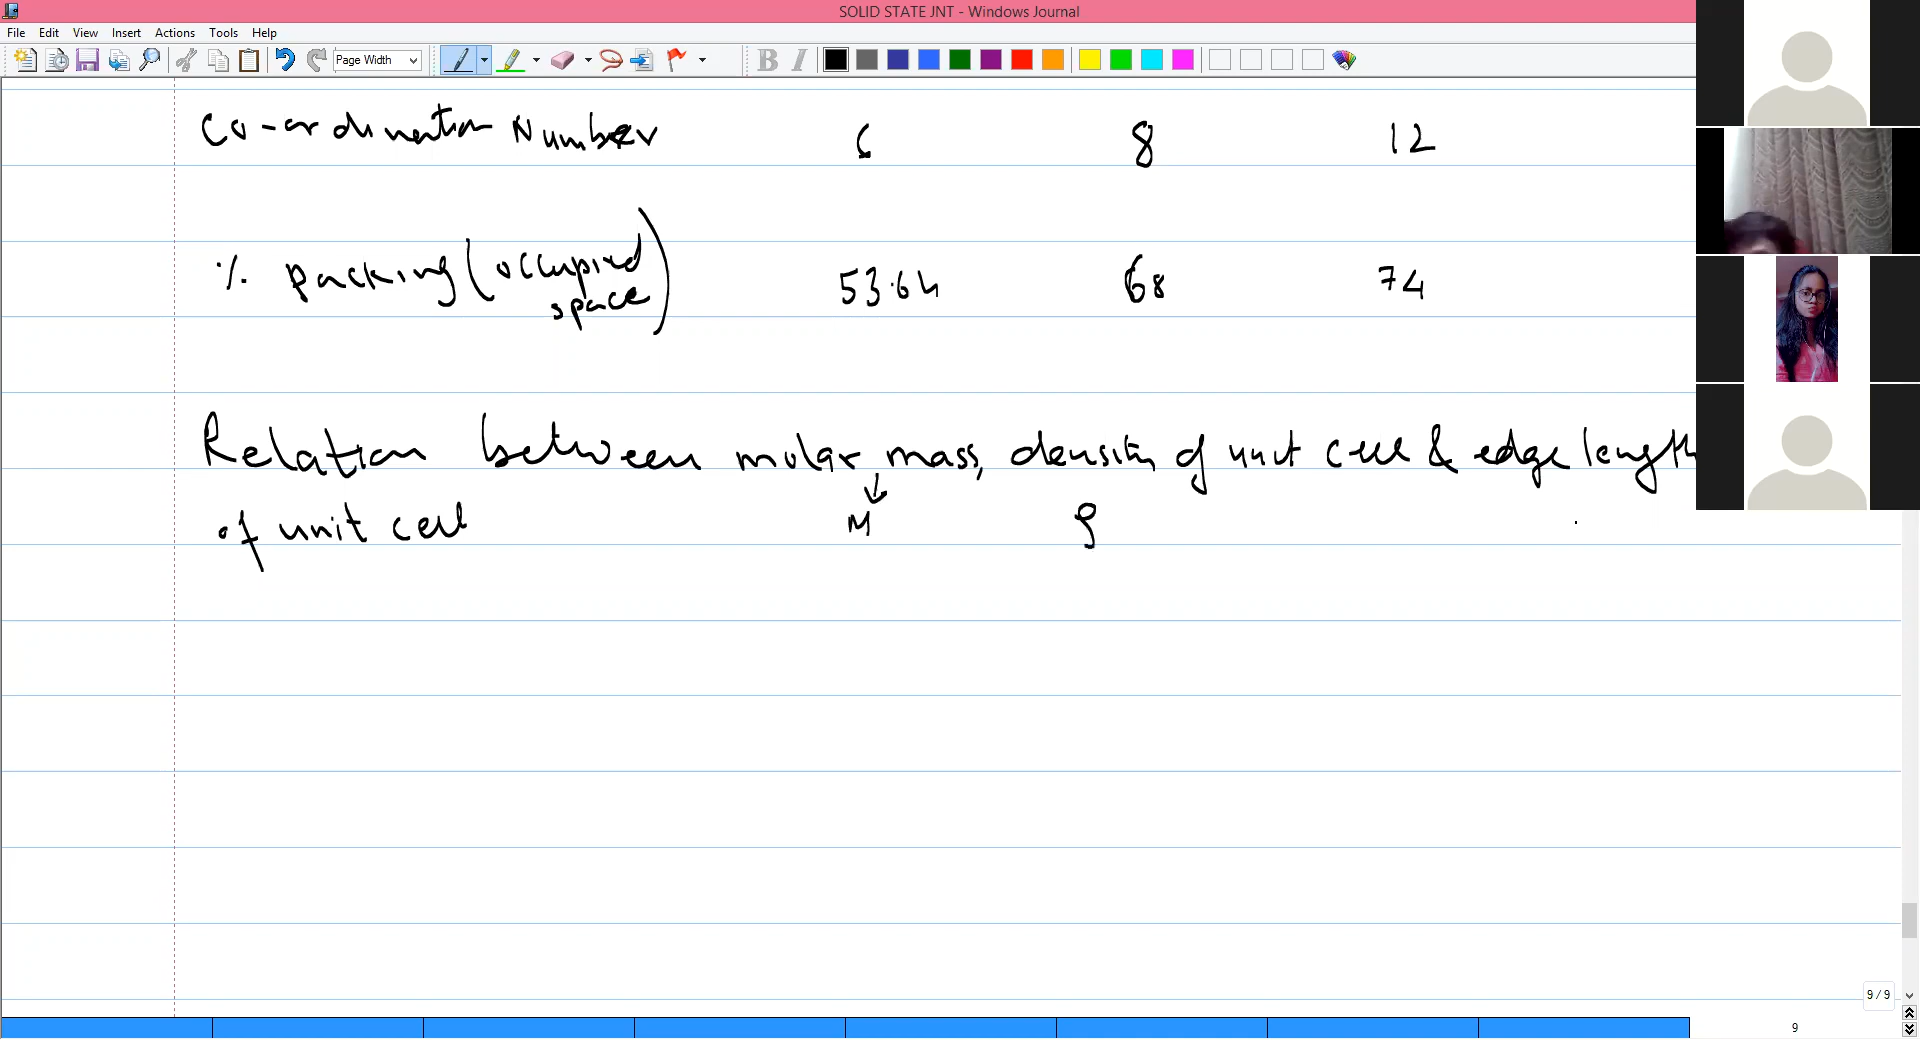 SOLID STATE JNT - Windows Journal
File Edit View Insert Actions Tools Help
Page Width
B I
Co-ordination Number 6 8 12
% packing (occupied space) 53.64 68 74
Relation between molar mass, density of unit cell & edge length
of unit cell M ρ
9 / 9
9